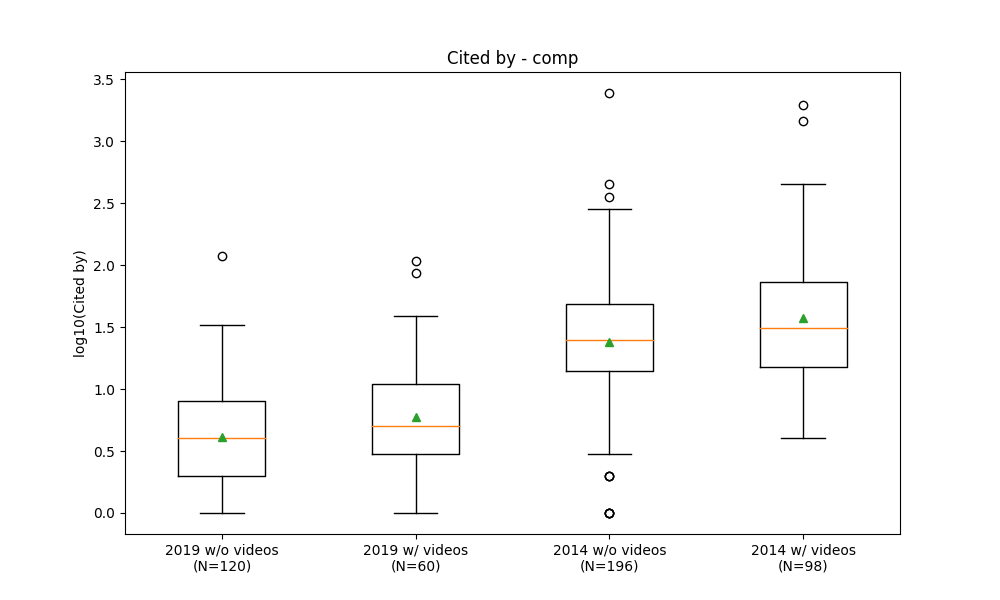 Cited by - comp
3.5
3.0
2.5
2.0
1.5
1.0
0.5
0.0
log10(Cited by)
2019 w/o videos
(N=120)
2019 w/ videos
(N=60)
2014 w/o videos
(N=196)
2014 w/ videos
(N=98)